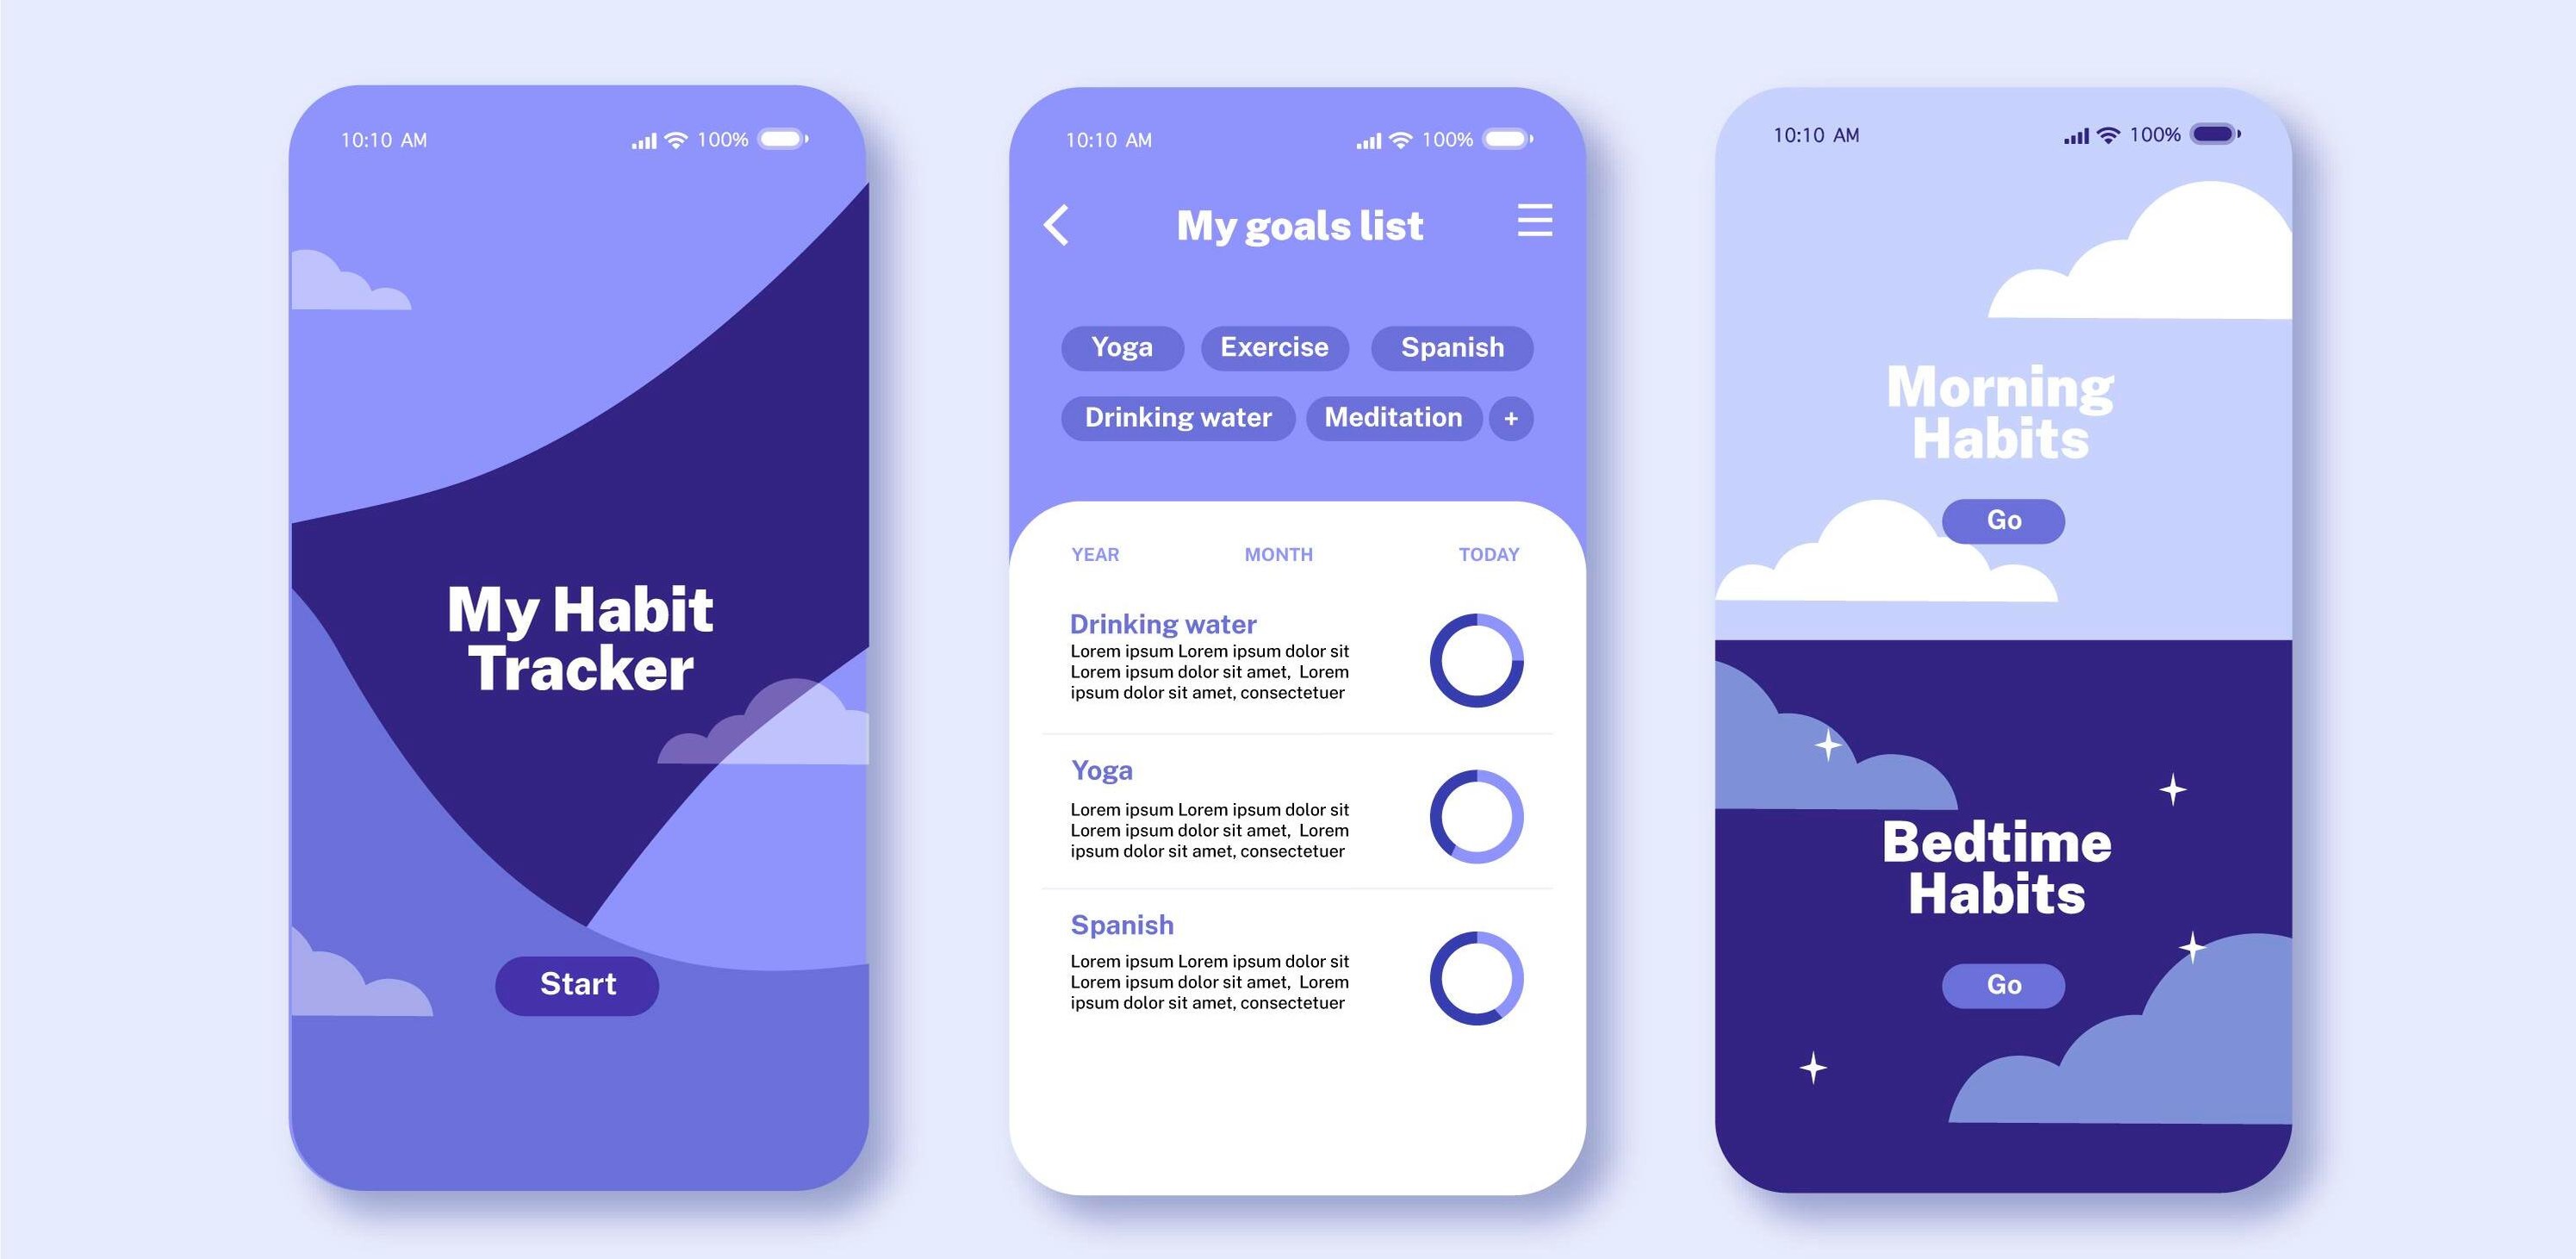 10:10 AM 100%
My Habit
Tracker
Start
10:10 AM 100%
My goals list
Yoga Exercise Spanish
Drinking water Meditation +
YEAR MONTH TODAY
Drinking water
Lorem ipsum Lorem ipsum dolor sit
Lorem ipsum dolor sit amet, Lorem
ipsum dolor sit amet, consectetuer
Yoga
Lorem ipsum Lorem ipsum dolor sit
Lorem ipsum dolor sit amet, Lorem
ipsum dolor sit amet, consectetuer
Spanish
Lorem ipsum Lorem ipsum dolor sit
Lorem ipsum dolor sit amet, Lorem
ipsum dolor sit amet, consectetuer
10:10 AM 100%
Morning
Habits
Go
Bedtime
Habits
Go